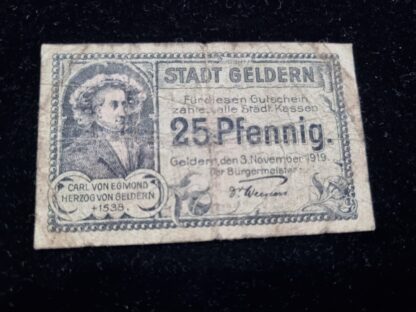 STADT GELDERN
Für diesen Gutschein
zahlen alle Städt. Kassen
25 Pfennig.
Geldern, den 3. November 1919.
Der Bürgermeister:
CARL VON EGMOND
HERZOG VON GELDERN
+1538.